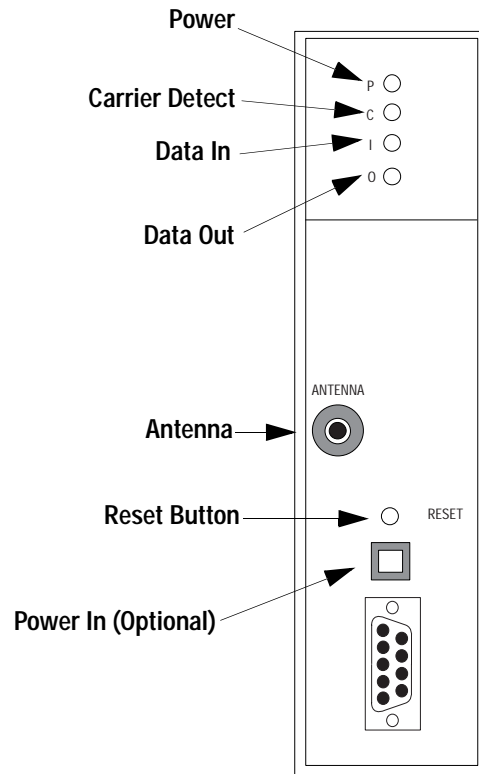 Power
P
Carrier Detect
C
Data In
I
O
Data Out
ANTENNA
Antenna
Reset Button
RESET
Power In (Optional)